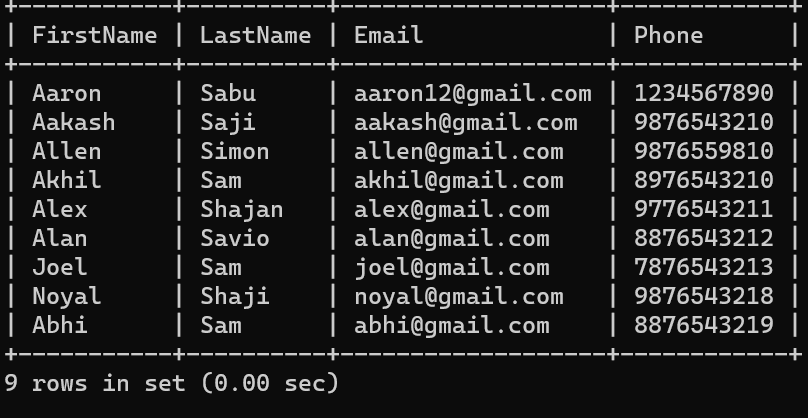 +-----------+----------+-------------------+------------+
| FirstName | LastName | Email             | Phone      |
+-----------+----------+-------------------+------------+
| Aaron     | Sabu     | aaron12@gmail.com | 1234567890 |
| Aakash    | Saji     | aakash@gmail.com  | 9876543210 |
| Allen     | Simon    | allen@gmail.com   | 9876559810 |
| Akhil     | Sam      | akhil@gmail.com   | 8976543210 |
| Alex      | Shajan   | alex@gmail.com    | 9776543211 |
| Alan      | Savio    | alan@gmail.com    | 8876543212 |
| Joel      | Sam      | joel@gmail.com    | 7876543213 |
| Noyal     | Shaji    | noyal@gmail.com   | 9876543218 |
| Abhi      | Sam      | abhi@gmail.com    | 8876543219 |
+-----------+----------+-------------------+------------+
9 rows in set (0.00 sec)